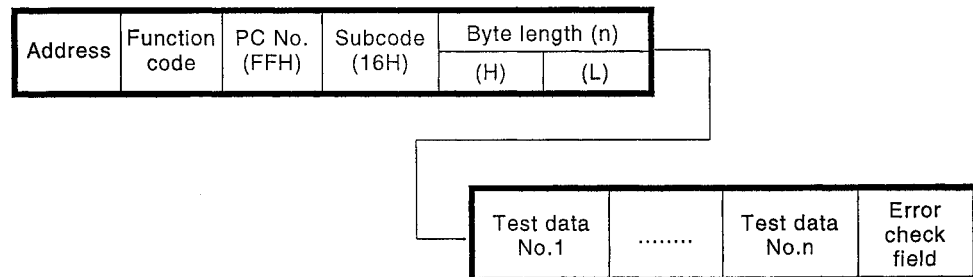 Address
Function
code
PC No.
(FFH)
Subcode
(16H)
Byte length (n)
(H)
(L)
Test data
No.1
........
Test data
No.n
Error
check
field